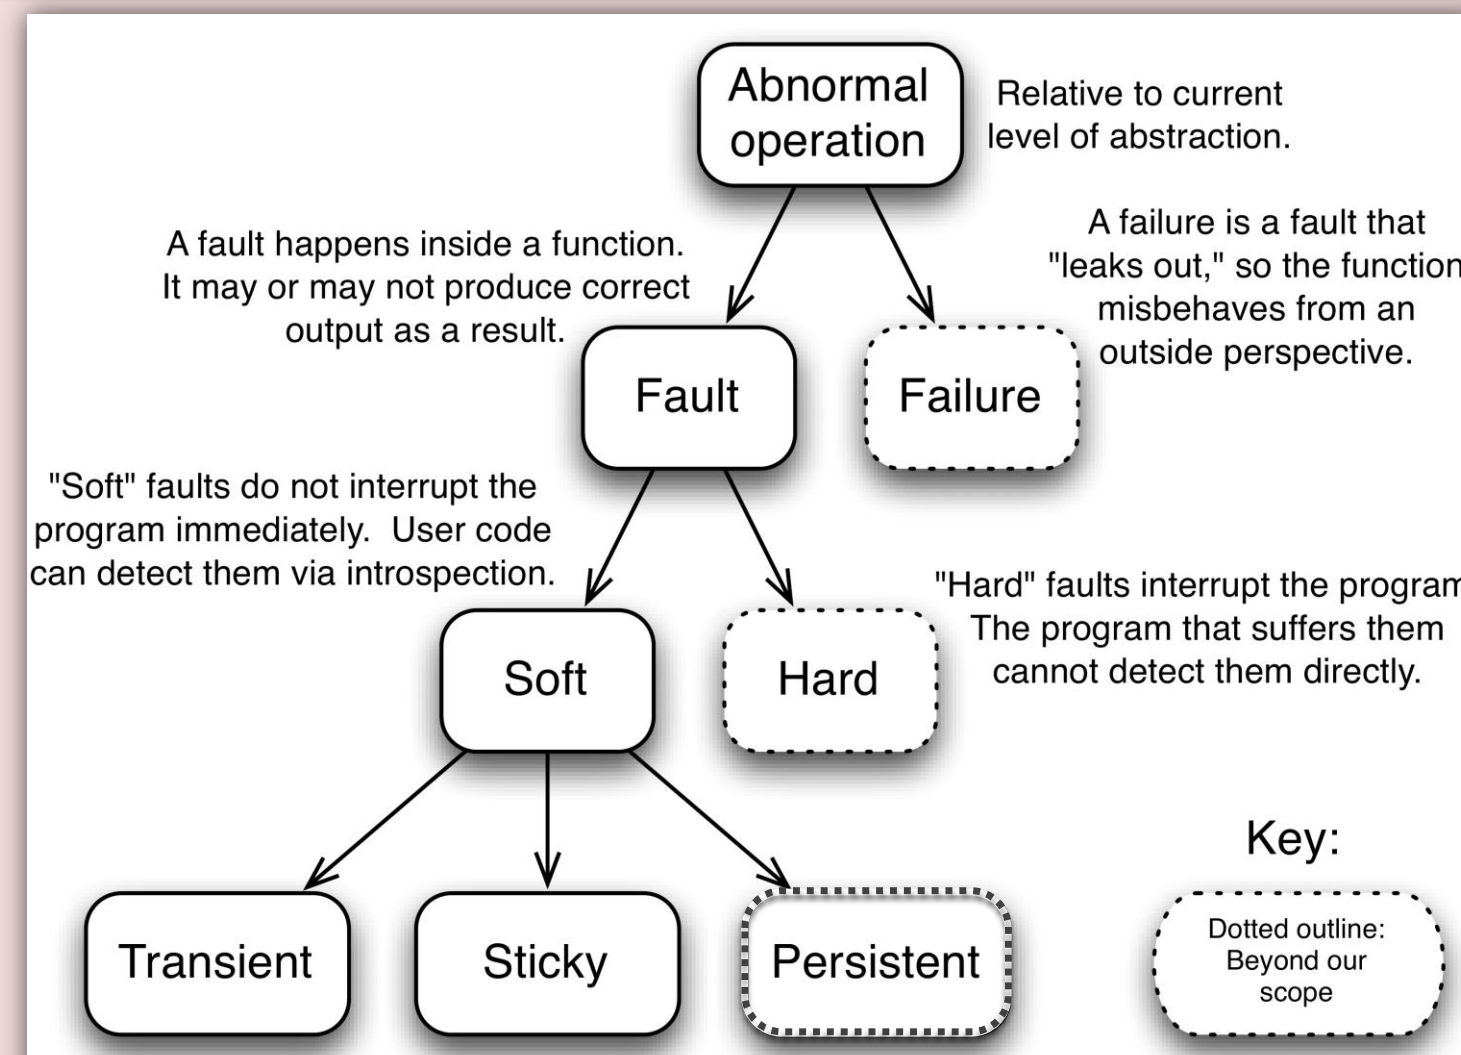 Abnormal
operation
Relative to current
level of abstraction.
A fault happens inside a function.
It may or may not produce correct
output as a result.
A failure is a fault that
"leaks out," so the function
misbehaves from an
outside perspective.
Fault
Failure
"Soft" faults do not interrupt the
program immediately. User code
can detect them via introspection.
"Hard" faults interrupt the program
The program that suffers them
cannot detect them directly.
Soft
Hard
Key:
Transient
Sticky
Persistent
Dotted outline:
Beyond our
scope